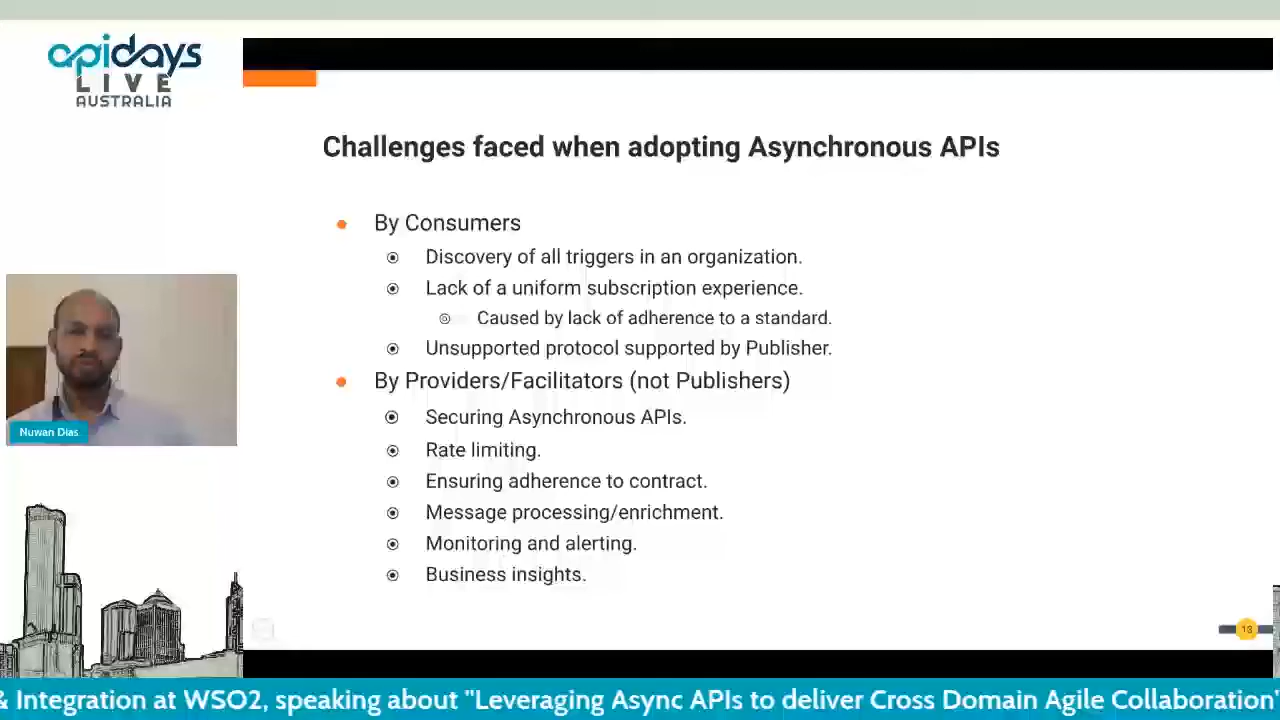 apidays
LIVE
AUSTRALIA
Challenges faced when adopting Asynchronous APIs
By Consumers
Discovery of all triggers in an organization.
Lack of a uniform subscription experience.
Caused by lack of adherence to a standard.
Unsupported protocol supported by Publisher.
By Providers/Facilitators (not Publishers)
Securing Asynchronous APIs.
Rate limiting.
Ensuring adherence to contract.
Message processing/enrichment.
Monitoring and alerting.
Business insights.
Nuwan Dias
13
& Integration at WSO2, speaking about "Leveraging Async APIs to deliver Cross Domain Agile Collaboration"